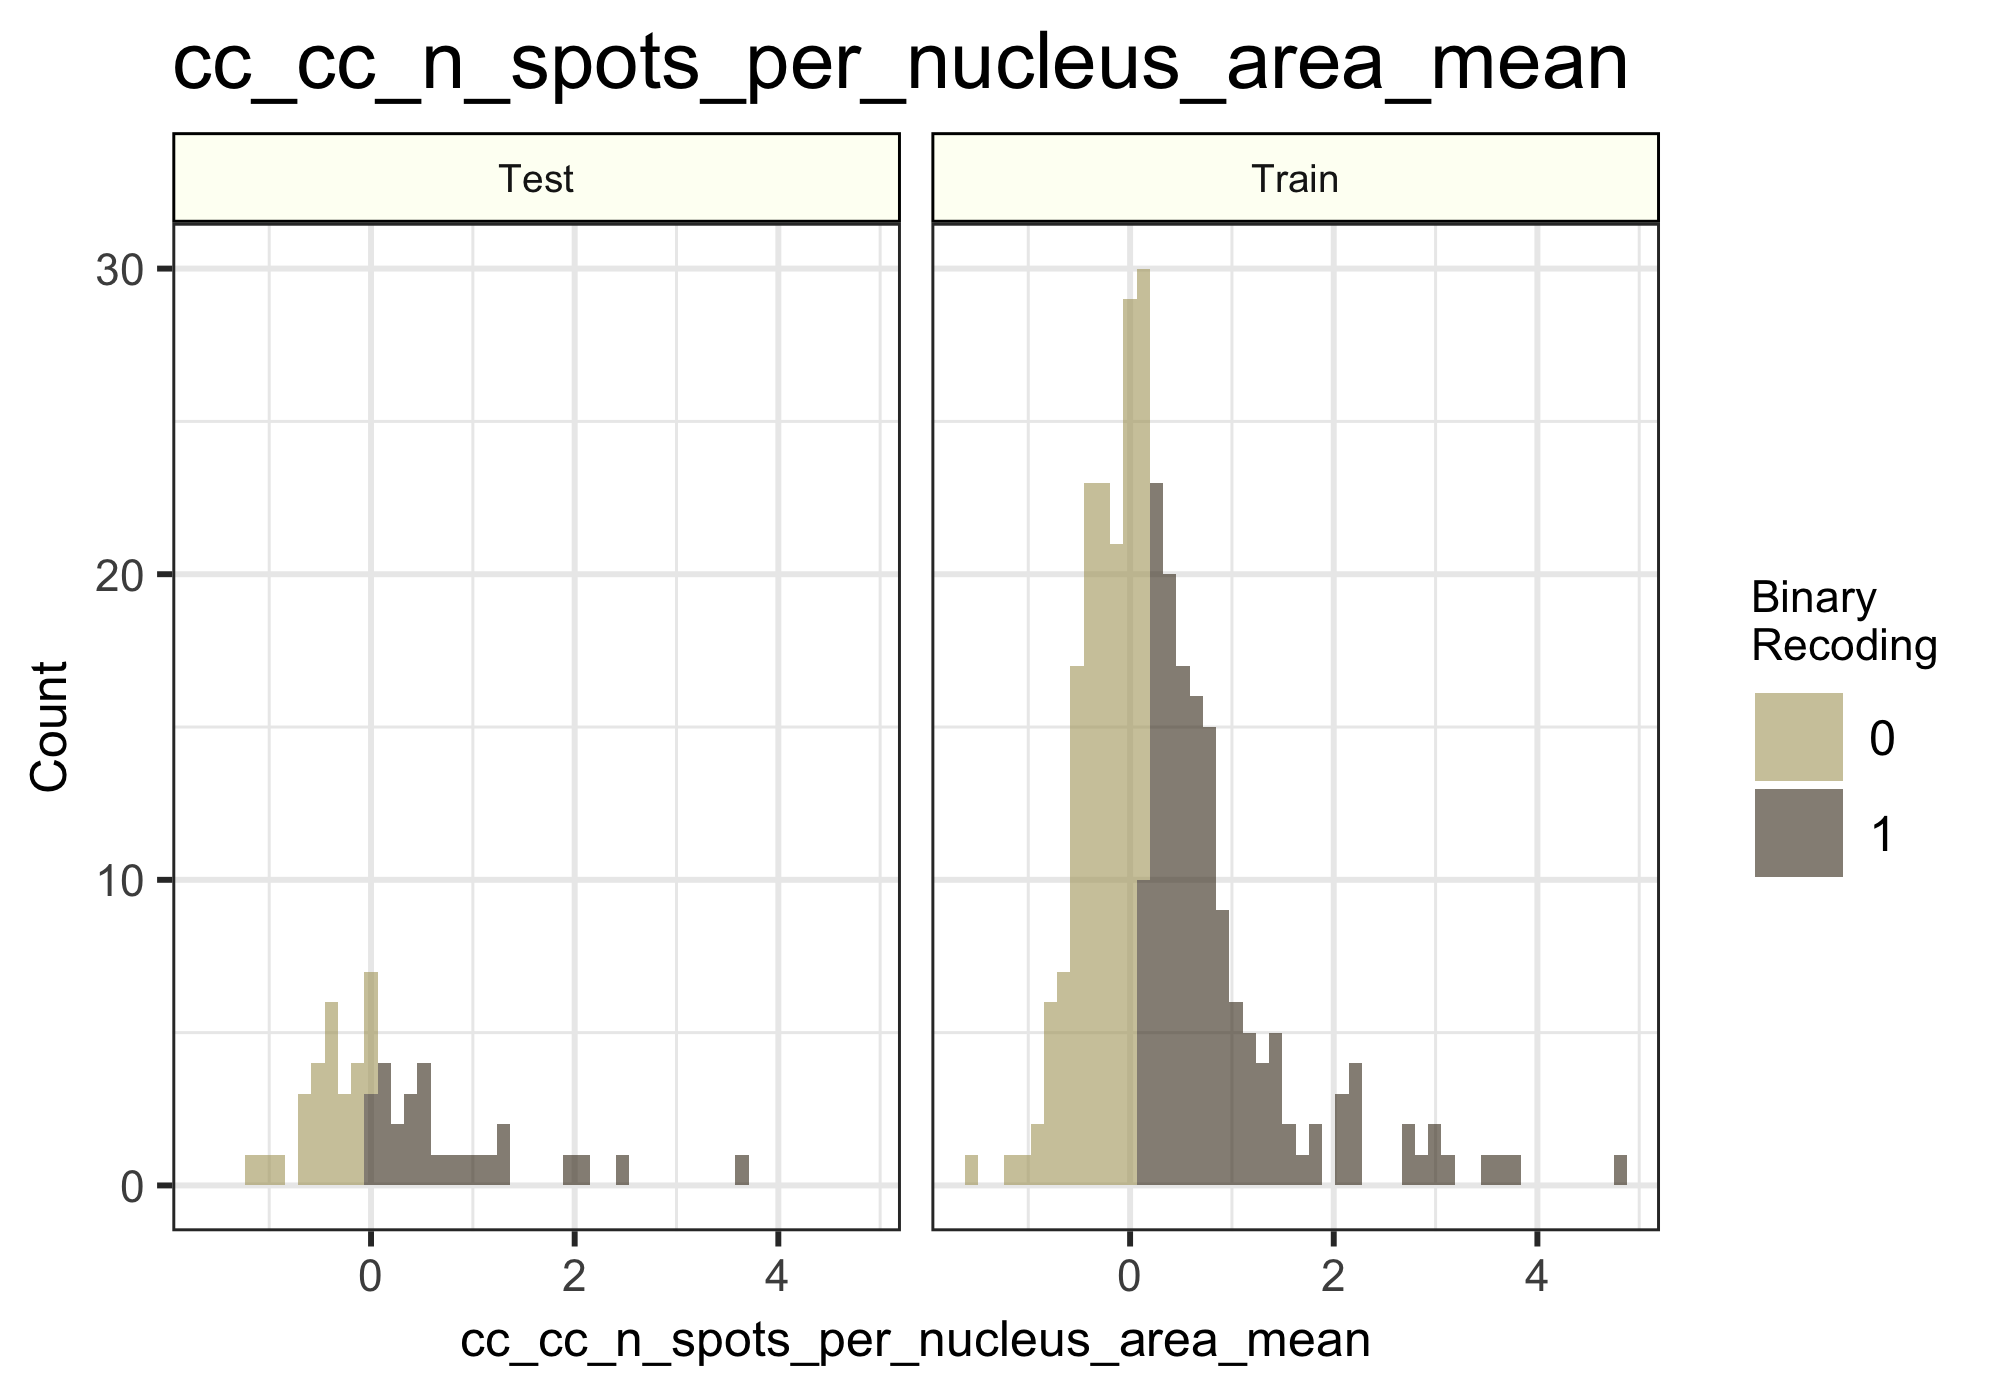 cc_cc_n_spots_per_nucleus_area_mean
Test
Train
30
20
10
0
Count
0 2 4
0 2 4
cc_cc_n_spots_per_nucleus_area_mean
Binary
Recoding
0
1